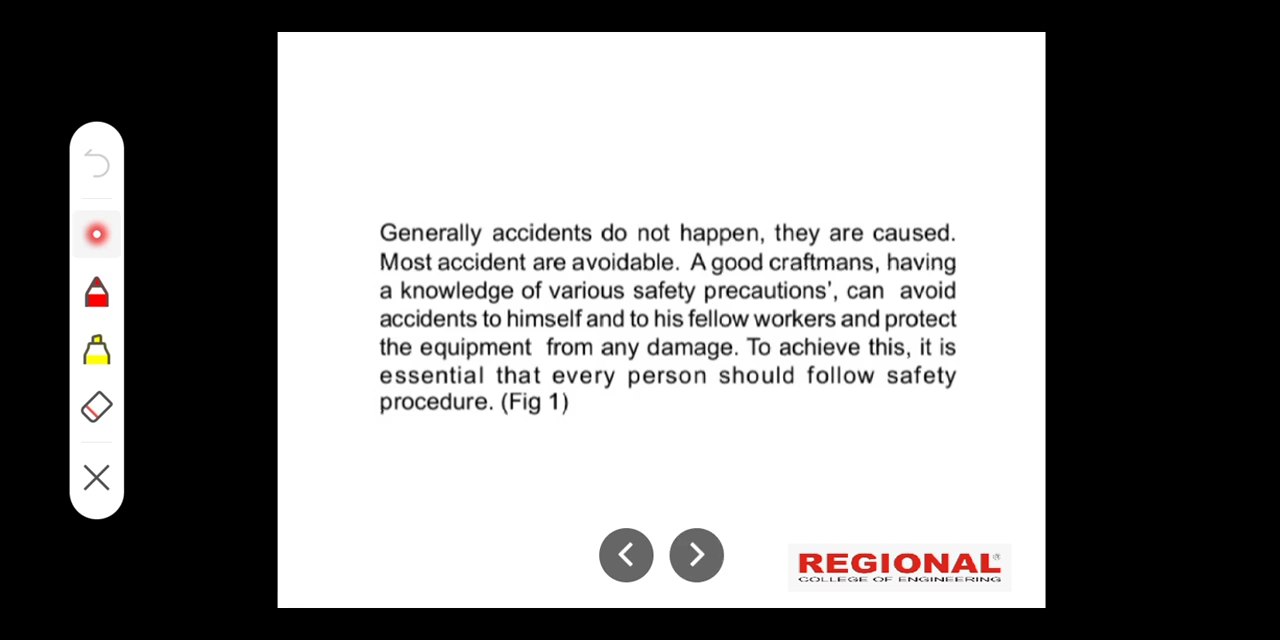 Generally accidents do not happen, they are caused.
Most accident are avoidable. A good craftmans, having
a knowledge of various safety precautions', can avoid
accidents to himself and to his fellow workers and protect
the equipment from any damage. To achieve this, it is
essential that every person should follow safety
procedure. (Fig 1)
REGIONAL
COLLEGE OF ENGINEERING